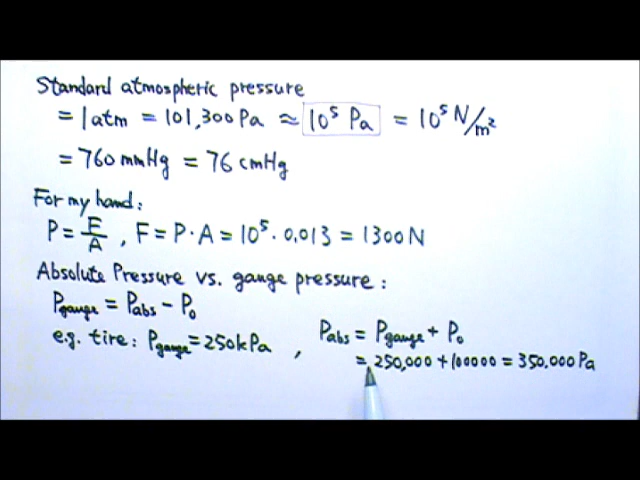 Standard atmospheric pressure
= 1 atm = 101,300 Pa ≈ 10⁵ Pa = 10⁵ N/m²
= 760 mmHg = 76 cmHg
For my hand:
P = F/A , F = P · A = 10⁵ · 0.013 = 1300 N
Absolute Pressure vs. gauge pressure:
Pgauge = Pabs - P₀
e.g. tire: Pgauge = 250kPa , Pabs = Pgauge + P₀
= 250,000 + 100000 = 350,000 Pa